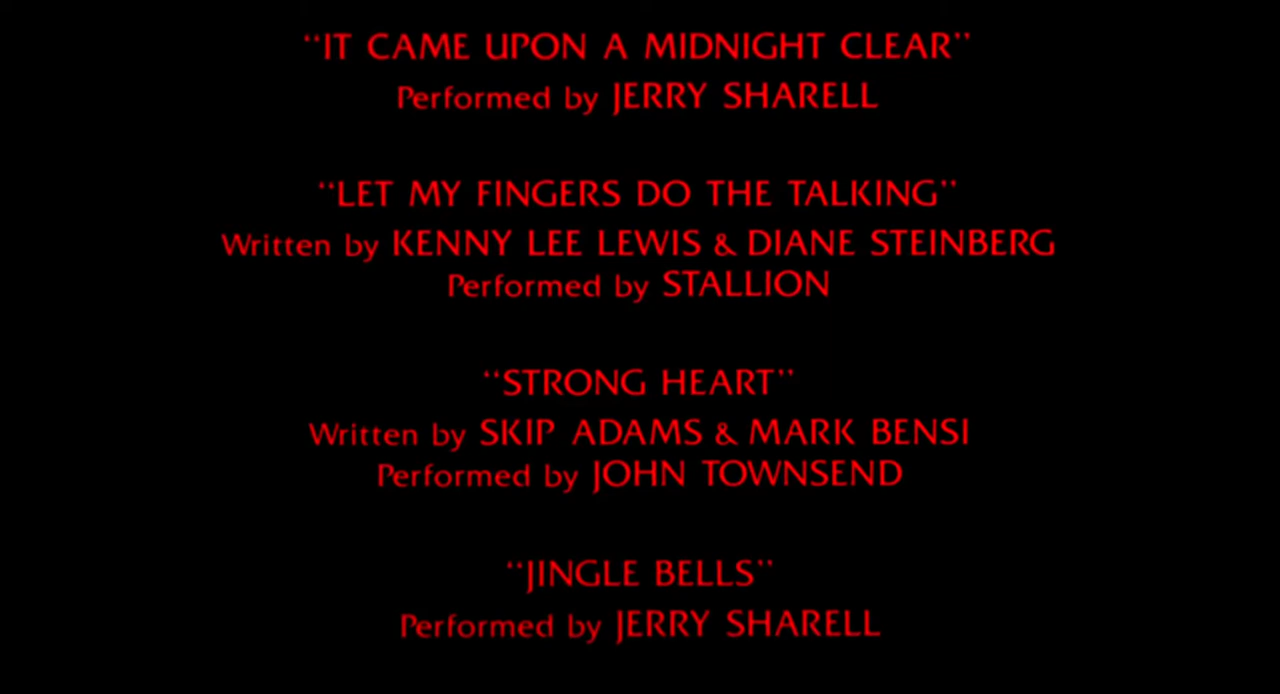 “IT CAME UPON A MIDNIGHT CLEAR”
Performed by JERRY SHARELL
“LET MY FINGERS DO THE TALKING”
Written by KENNY LEE LEWIS & DIANE STEINBERG
Performed by STALLION
“STRONG HEART”
Written by SKIP ADAMS & MARK BENSI
Performed by JOHN TOWNSEND
“JINGLE BELLS”
Performed by JERRY SHARELL